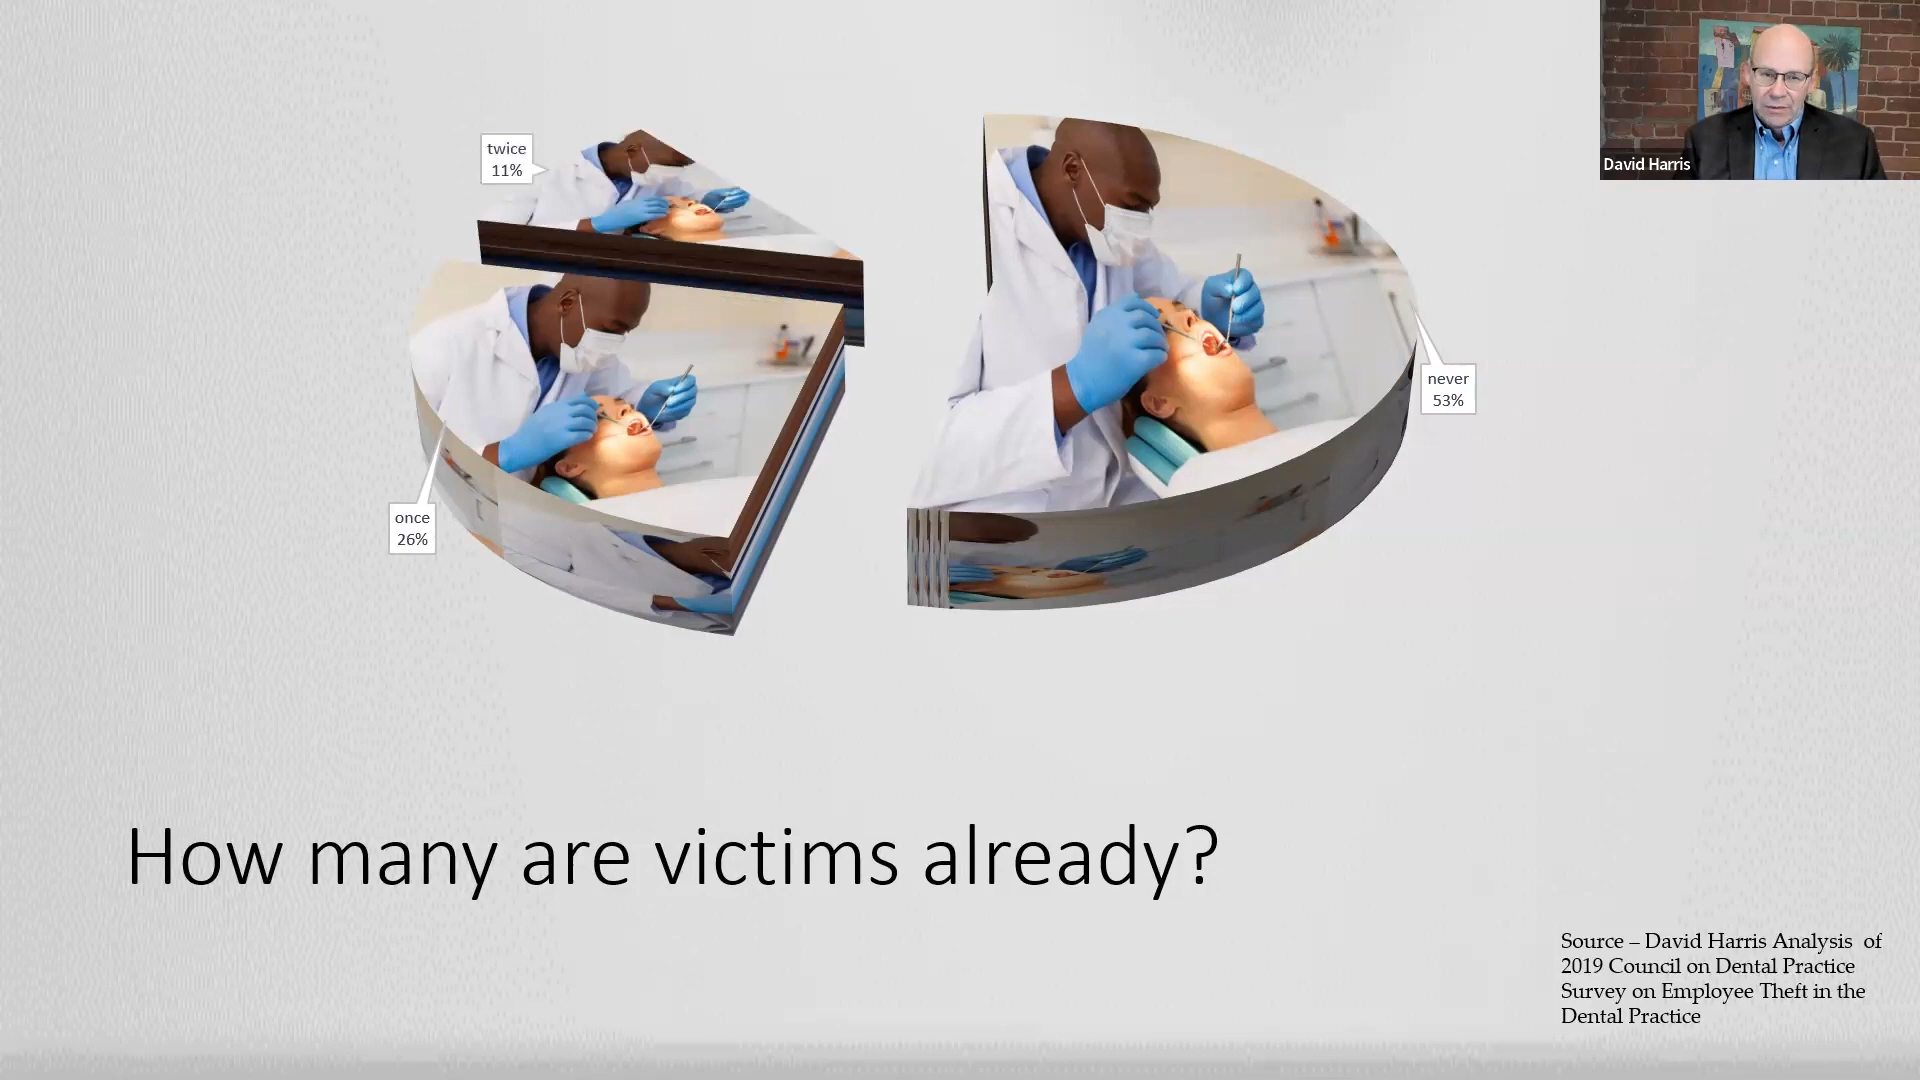 David Harris
twice
11%
never
53%
once
26%
How many are victims already?
Source – David Harris Analysis of
2019 Council on Dental Practice
Survey on Employee Theft in the
Dental Practice